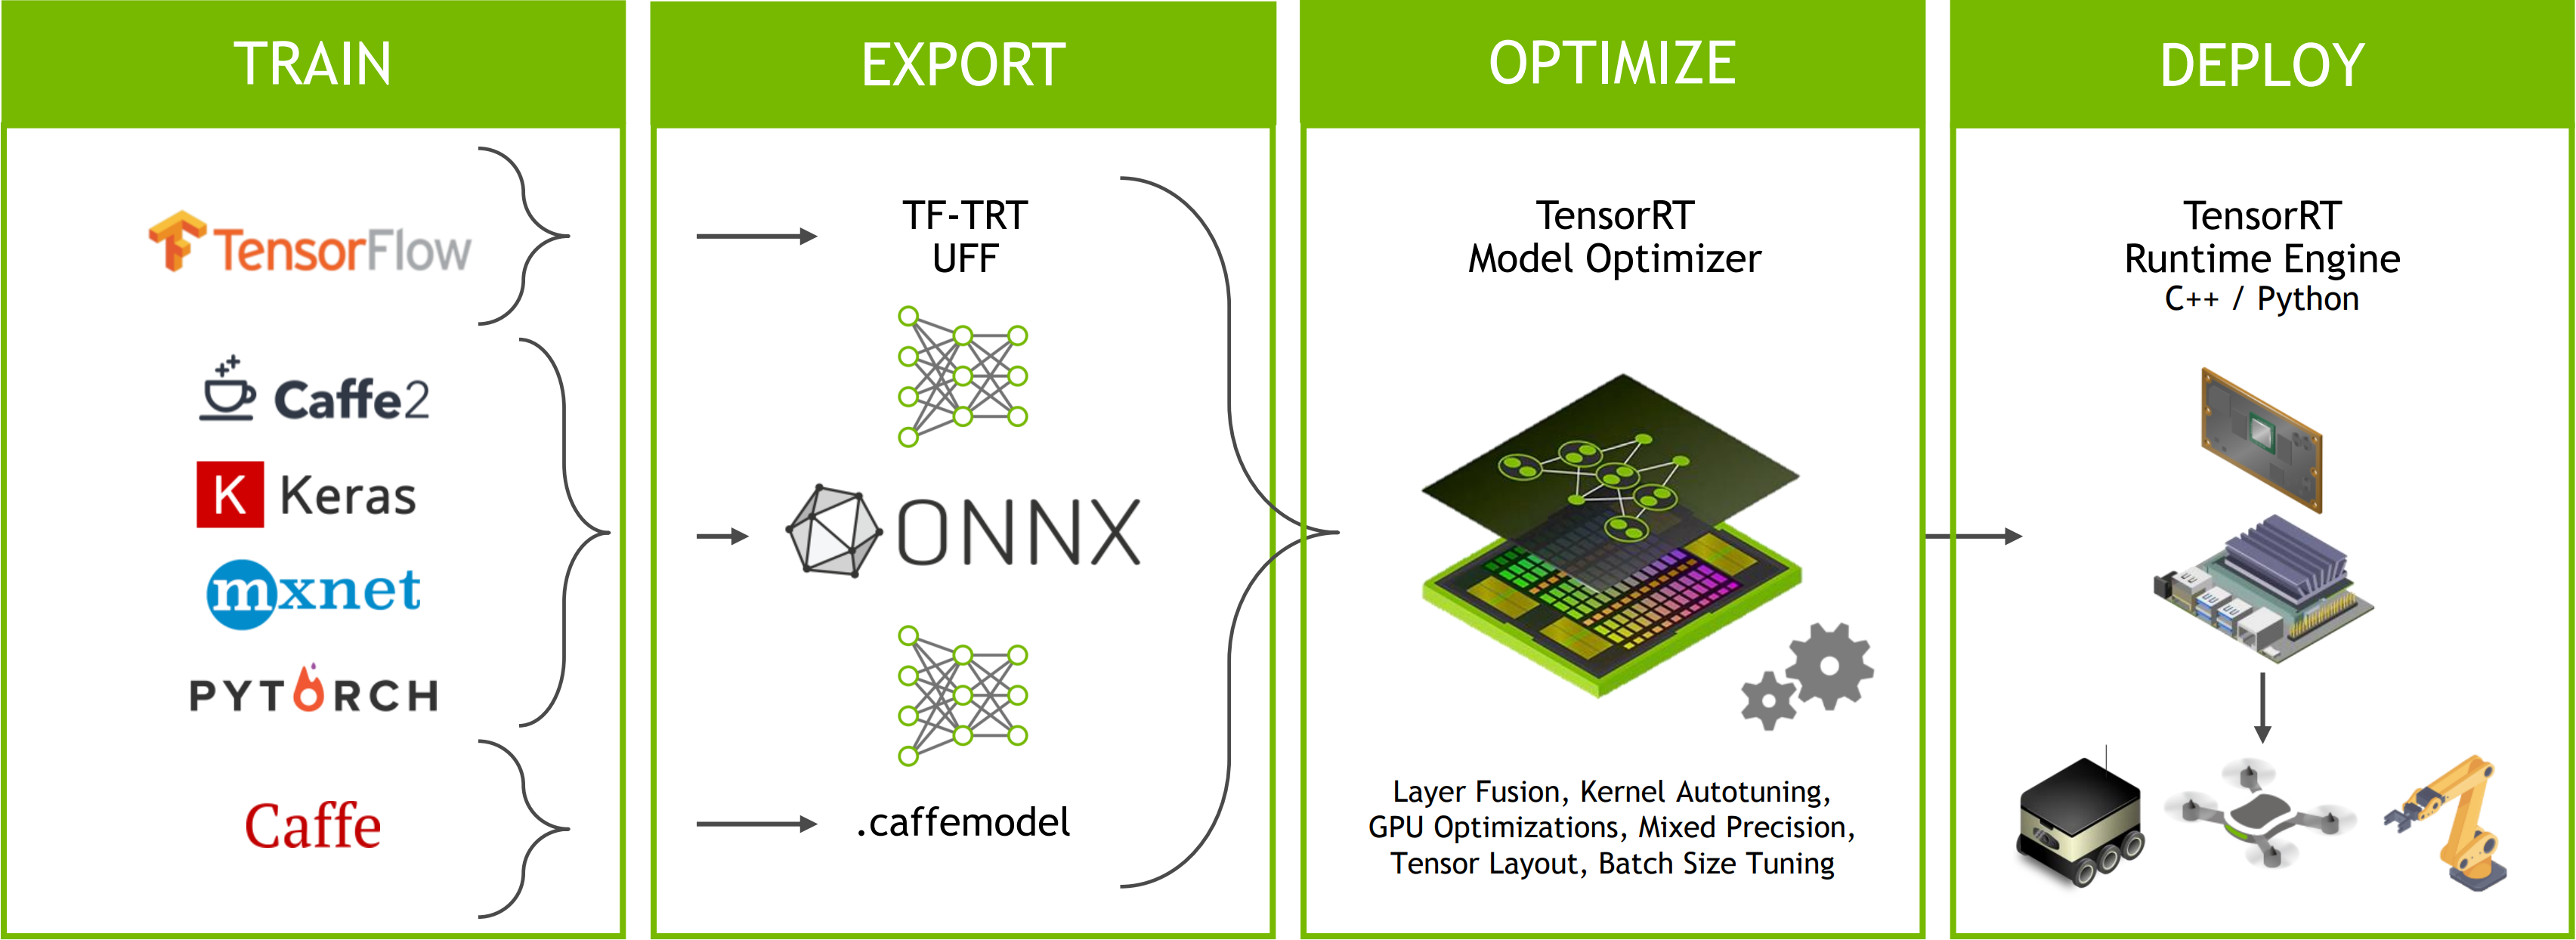 TRAIN
TensorFlow
Caffe2
K Keras
mxnet
PYTORCH
Caffe
EXPORT
TF-TRT
UFF
ONNX
.caffemodel
OPTIMIZE
TensorRT
Model Optimizer
Layer Fusion, Kernel Autotuning,
GPU Optimizations, Mixed Precision,
Tensor Layout, Batch Size Tuning
DEPLOY
TensorRT
Runtime Engine
C++ / Python